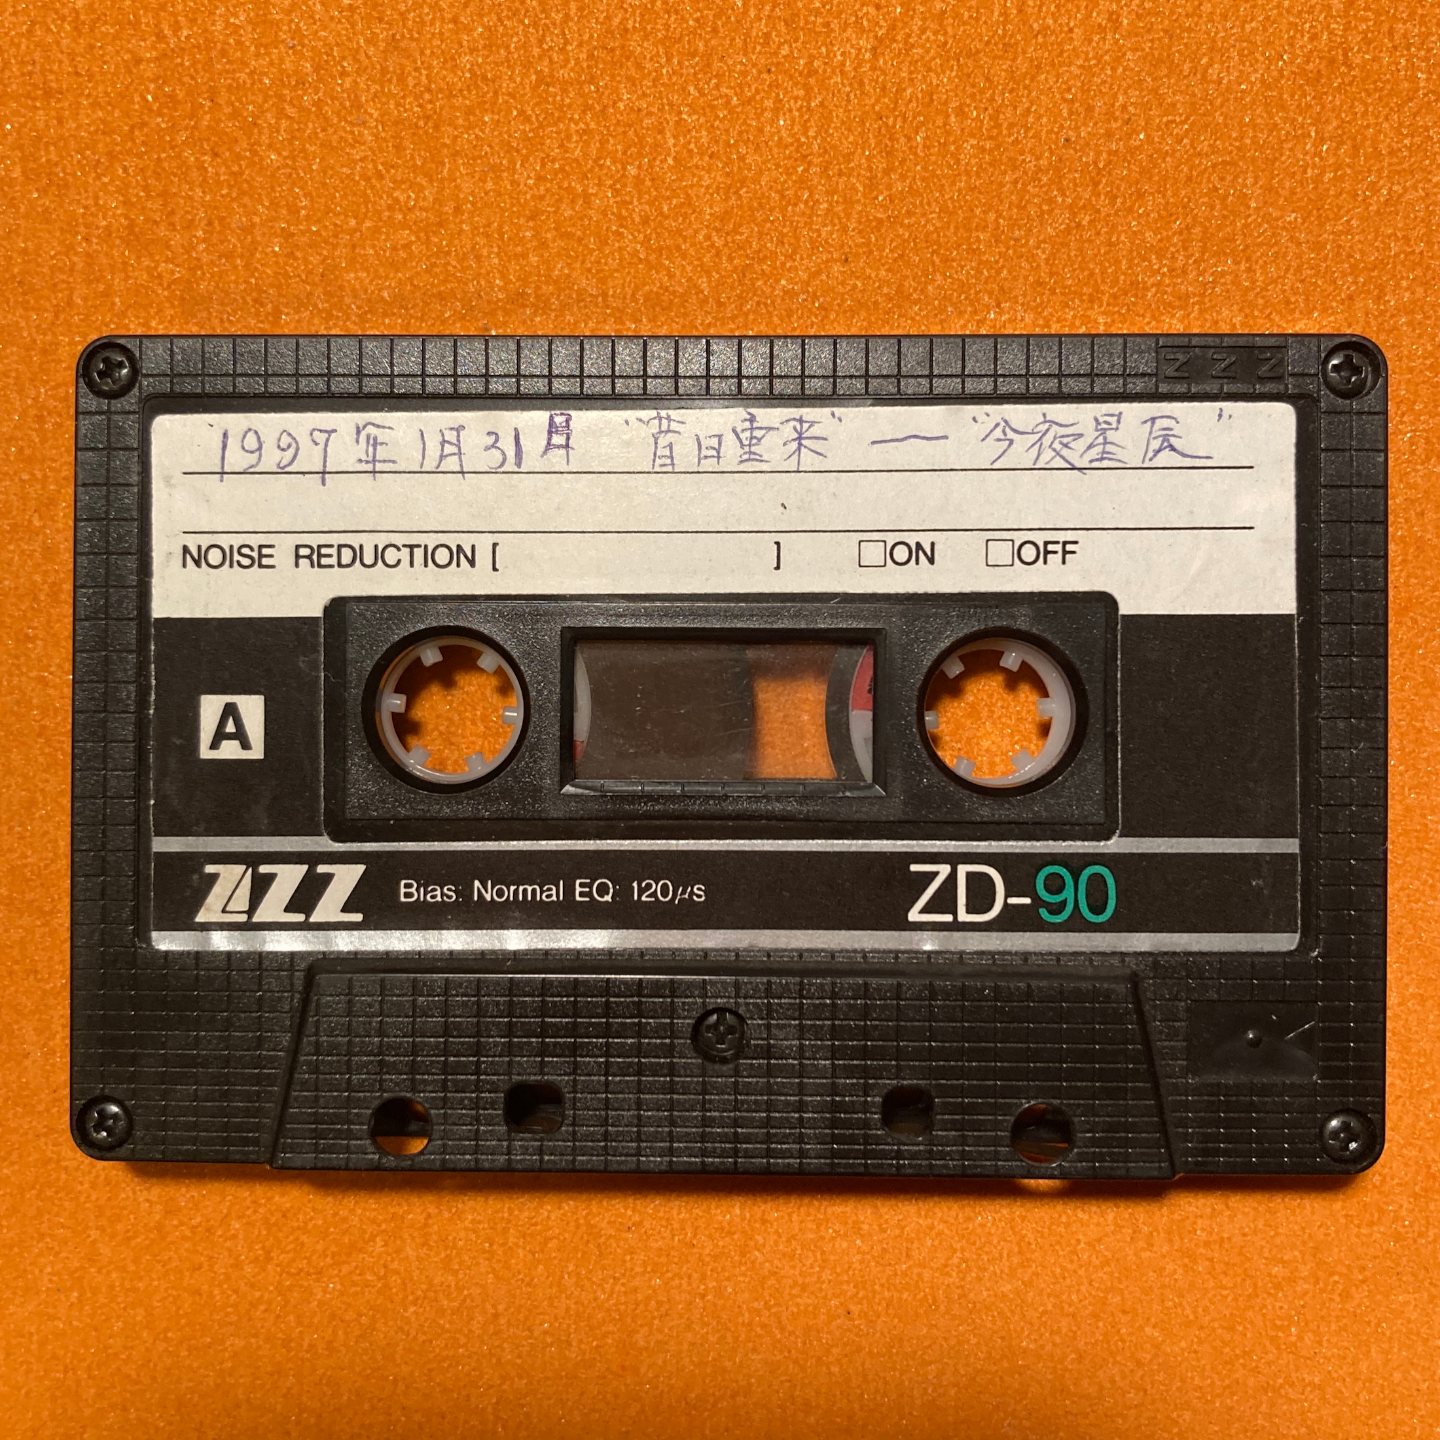 ZZZ
1997年1月31日 "昔日重来" — "今夜星辰"
NOISE REDUCTION [ ] □ON □OFF
A
ZZZ Bias: Normal EQ: 120μs ZD-90